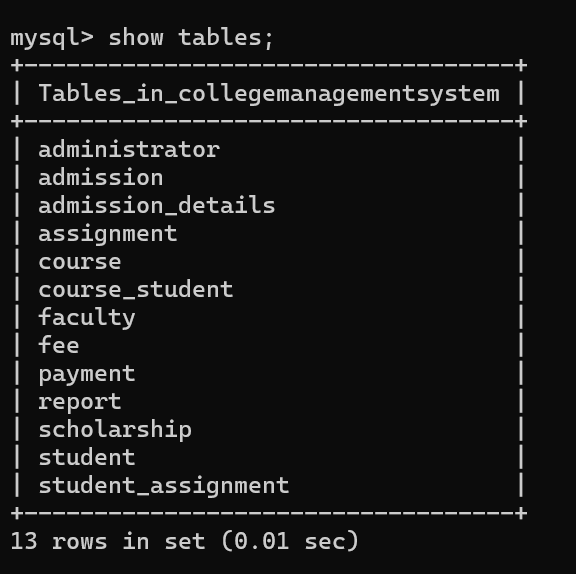 mysql> show tables;
+-----------------------------------+
| Tables_in_collegemanagementsystem |
+-----------------------------------+
| administrator                     |
| admission                         |
| admission_details                 |
| assignment                        |
| course                            |
| course_student                    |
| faculty                           |
| fee                               |
| payment                           |
| report                            |
| scholarship                       |
| student                           |
| student_assignment                |
+-----------------------------------+
13 rows in set (0.01 sec)